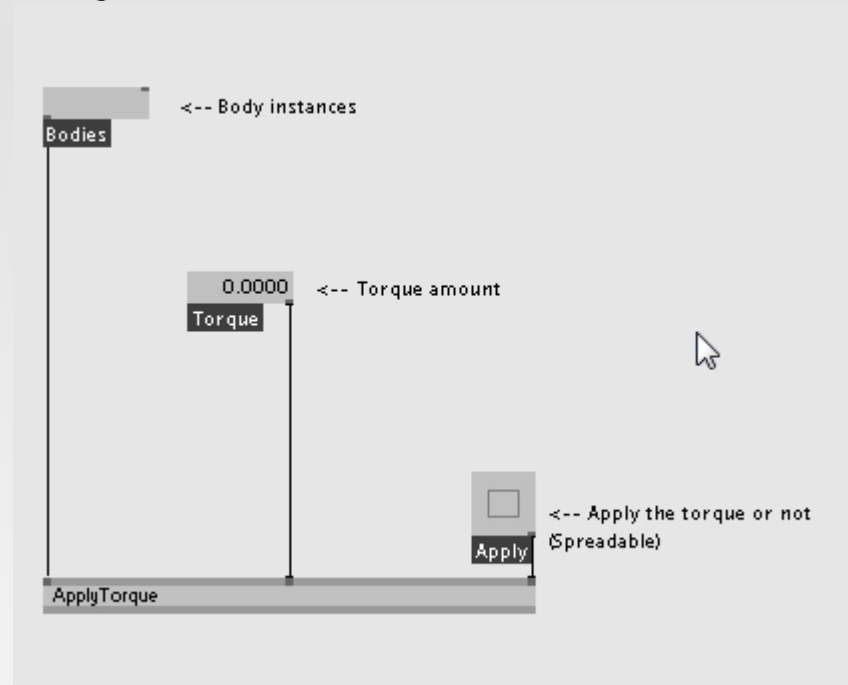 <-- Body instances
Bodies
0.0000
<-- Torque amount
Torque
<-- Apply the torque or not
(Spreadable)
Apply
ApplyTorque